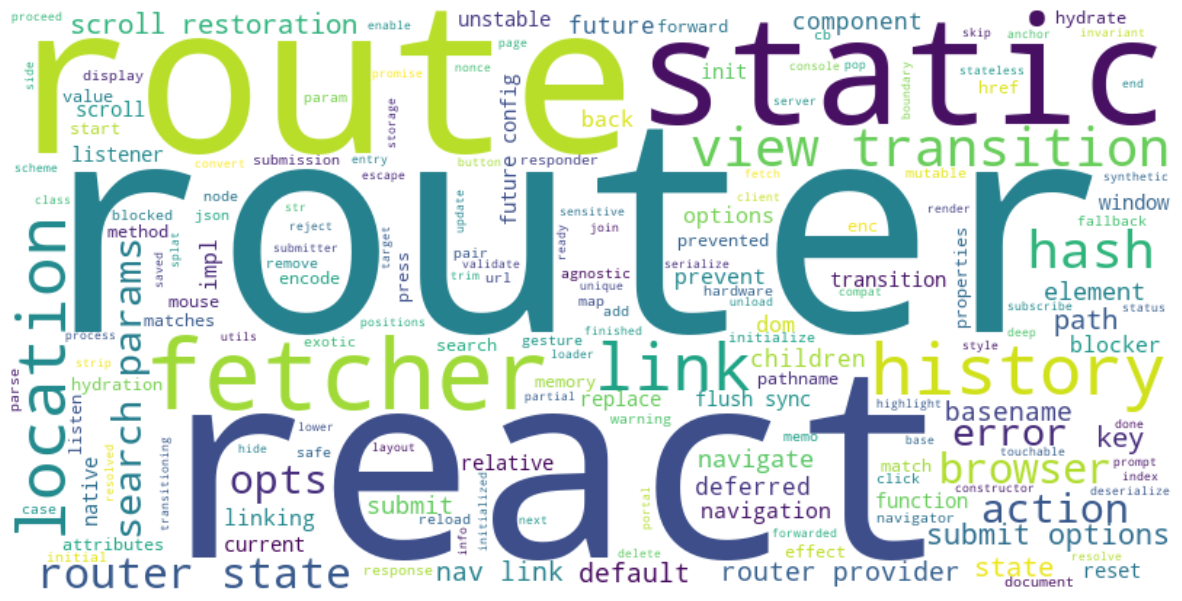 proceed
scroll restoration
enable
unstable
future
forward
component
cb
skip
hydrate
anchor
invariant
route
static
side
display
value
scroll
start
listener
page
promise
nonce
param
storage
future config
back
init
console
pop
server
boundary
stateless
href
end
view transition
scheme
convert
submission
entry
escape
button
responder
fetch
mutable
synthetic
class
router
blocked
method
node
json
str
reject
submitter
remove
encode
target
update
press
pair
validate
trim
url
sensitive
join
ready
agnostic
unique
map
add
serialize
options
prevented
prevent
hardware
unload
client
enc
transition
compat
render
properties
window
fallback
hash
element
subscribe
status
path
deep
blocker
style
location
search params
saved
splat
impl
mouse
matches
process
utils
positions
exotic
search
gesture
finished
loader
dom
initialize
strip
parse
hydration
fetcher
memory
partial
link
replace
warning
children
pathname
flush sync
history
highlight
basename
error
key
done
touchable
listen
native
resolved
transitioning
react
hide
lower
safe
layout
opts
relative
submit
reload
info
initialized
next
portal
memo
base
navigate
deferred
navigation
match
click
browser
prompt
index
constructor
deserialize
function
navigator
action
case
attributes
initial
linking
current
delete
forwarded
effect
submit options
router state
response
nav link
default
router provider
state
document
resolve
reset